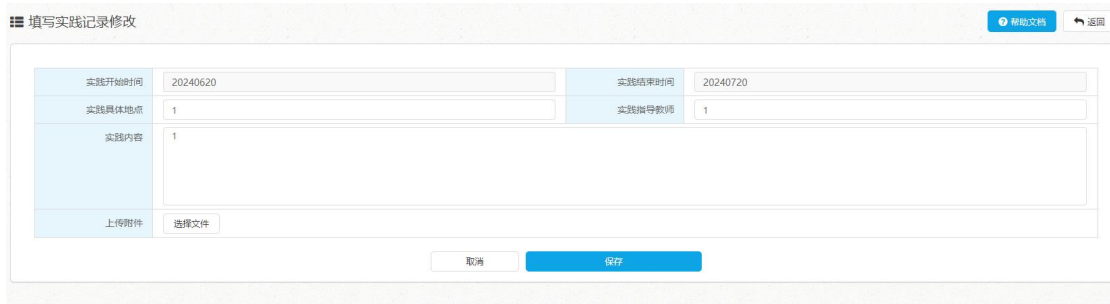 填写实践记录修改
帮助文档
返回
实践开始时间 20240620 实践结束时间 20240720
实践具体地点 1 实践指导教师 1
实践内容 1
上传附件 选择文件
取消 保存